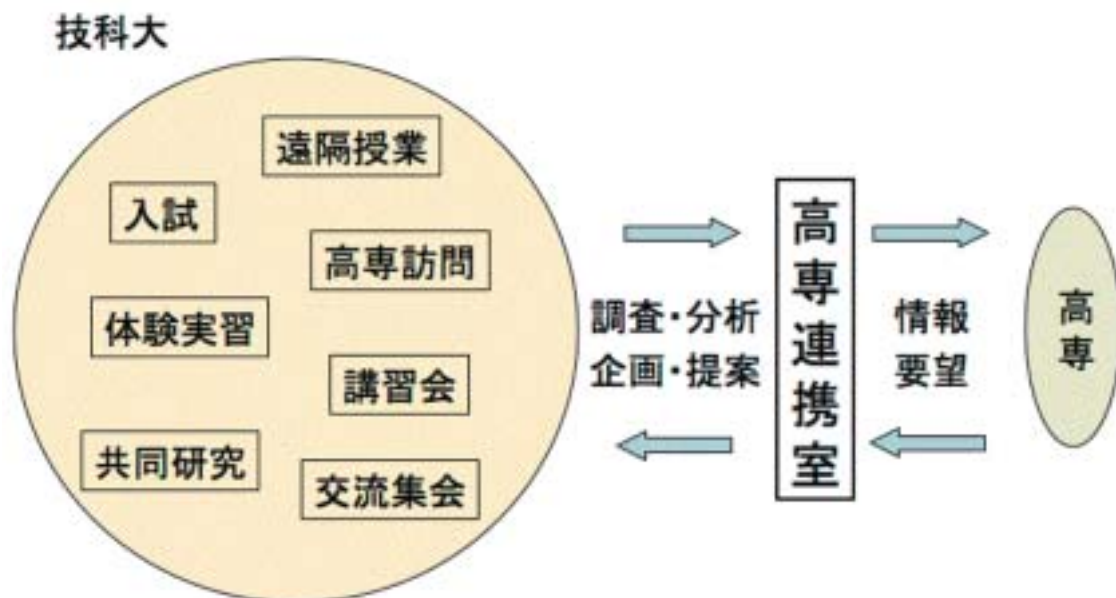 技科大
遠隔授業
入試
高専訪問
体験実習
講習会
共同研究
交流集会
調査・分析
企画・提案
高専連携室
情報
要望
高専